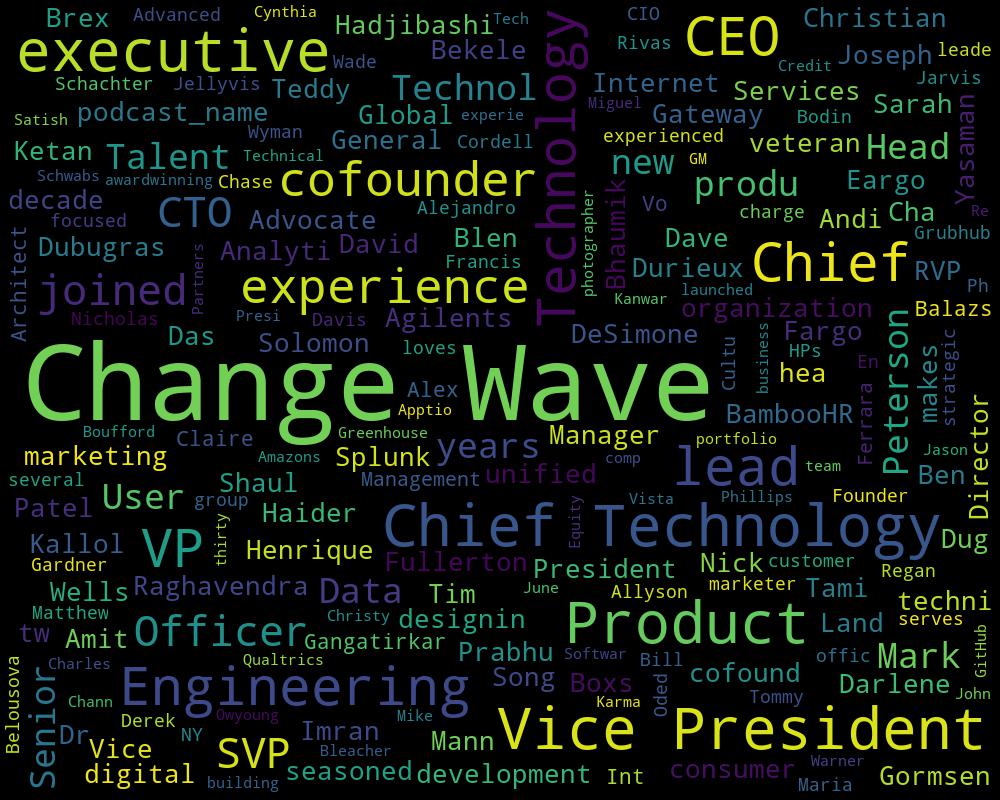 Brex
Advanced
Cynthia
Hadjibashi
Tech
CIO
Christian
executive
Wade
Bekele
Technology
Rivas
CEO
Joseph
leade
Credit
Schachter
Jellyvis
Teddy
Technol
Internet
Services
Jarvis
podcast_name
Global
experie
Miguel
Gateway
Bodin
Sarah
Satish
Wyman
General
Cordell
experienced
veteran
Head
Yasaman
Ketan
Talent
Technical
new
GM
Schwabs
awardwinning
Chase
cofounder
produ
Eargo
decade
focused
CTO
Advocate
Alejandro
photographer
Bhaumik
Vo
charge
Andi
Cha
Re
Grubhub
Architect
Dubugras
Partners
Analyti
David
Blen
Francis
Dave
Durieux
Chief
RVP
joined
experience
launched
Ph
Kanwar
organization
Balazs
Nicholas
Presi
Davis
Agilents
Das
Solomon
loves
DeSimone
Cultu
business
Fargo
HPs
En
Peterson
makes
strategic
Change Wave
Alex
Apptio
hea
BambooHR
Ferrara
Director
Boufford
Claire
Greenhouse
years
Manager
portfolio
marketing
Amazons
Splunk
comp
lead
team
Jason
several
Shaul
Management
unified
Ben
Patel
User
group
Haider
Equity
Vista
Phillips
Founder
Chief Technology
Kallol
VP
thirty
Henrique
Dug
Gardner
Fullerton
President
Nick
customer
Regan
Wells
Raghavendra
Data
Tim
June
Allyson
marketer
Tami
techni
Matthew
Christy
designin
Product
Land
serves
tw
Amit
Officer
Gangatirkar
Prabhu
Softwar
Bill
offic
Mark
GitHub
Belousova
Charles
Qualtrics
Song
Boxs
Oded
cofound
Darlene
Senior
Chann
Engineering
Karma
Tommy
John
Derek
Owyoung
Mike
Vice President
Dr
Vice
NY
SVP
Imran
Bleacher
Mann
digital
building
seasoned
development
Int
consumer
Warner
Maria
Gormsen